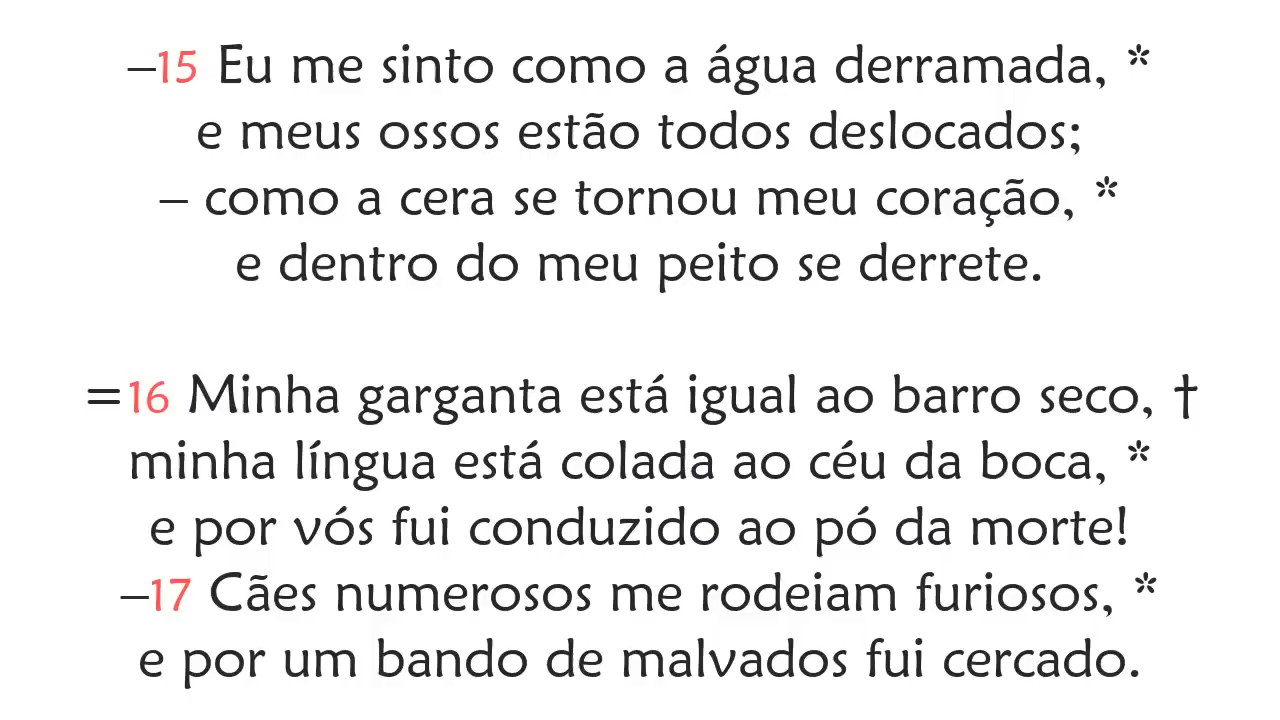 –15 Eu me sinto como a água derramada, *
e meus ossos estão todos deslocados;
– como a cera se tornou meu coração, *
e dentro do meu peito se derrete.
=16 Minha garganta está igual ao barro seco, †
minha língua está colada ao céu da boca, *
e por vós fui conduzido ao pó da morte!
–17 Cães numerosos me rodeiam furiosos, *
e por um bando de malvados fui cercado.